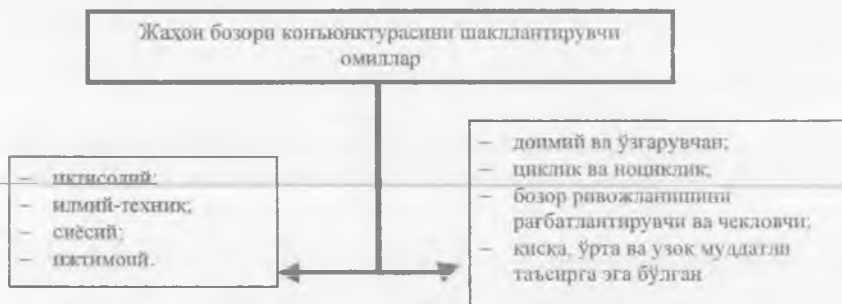 Жаҳон бозори конъюнктурасини шакллантирувчи
омиллар
– иқтисодий;
– илмий-техник;
– сиёсий;
– ижтимоий.
– доимий ва ўзгарувчан;
– циклик ва ноциклик;
– бозор ривожланишини
рағбатлантирувчи ва чекловчи;
– қисқа, ўрта ва узоқ муддатли
таъсирга эга бўлган